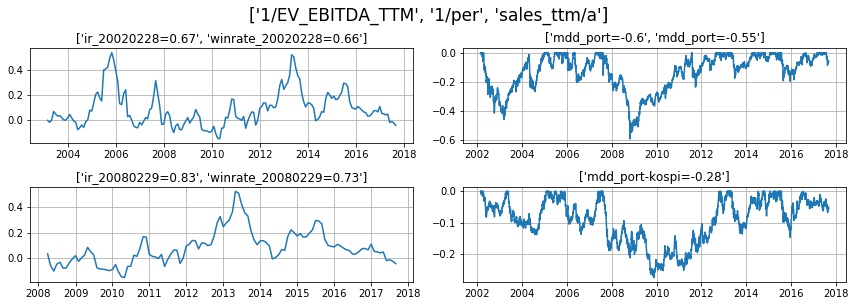 ['1/EV_EBITDA_TTM', '1/per', 'sales_ttm/a']
['ir_20020228=0.67', 'winrate_20020228=0.66']
0.4
0.2
0.0
2004 2006 2008 2010 2012 2014 2016 2018
['mdd_port=-0.6', 'mdd_port=-0.55']
0.0
−0.2
−0.4
−0.6
2002 2004 2006 2008 2010 2012 2014 2016 2018
['ir_20080229=0.83', 'winrate_20080229=0.73']
0.4
0.2
0.0
2008 2009 2010 2011 2012 2013 2014 2015 2016 2017 2018
['mdd_port-kospi=-0.28']
0.0
−0.1
−0.2
2002 2004 2006 2008 2010 2012 2014 2016 2018